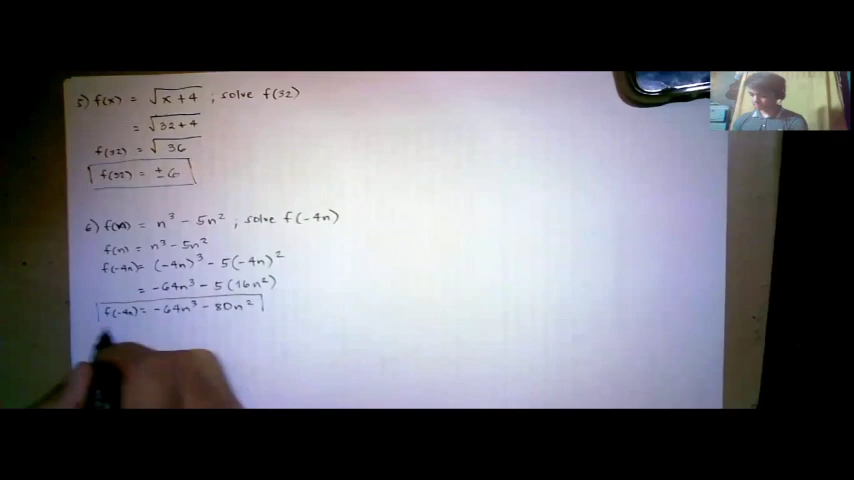 5) f(x) = √x+4 ; solve f(32)
= √32+4
f(32) = √36
f(32) = ±6
6) f(n) = n³ - 5n² ; solve f(-4n)
f(n) = n³ - 5n²
f(-4n) = (-4n)³ - 5(-4n)²
= -64n³ - 5(16n²)
f(-4n) = -64n³ - 80n²